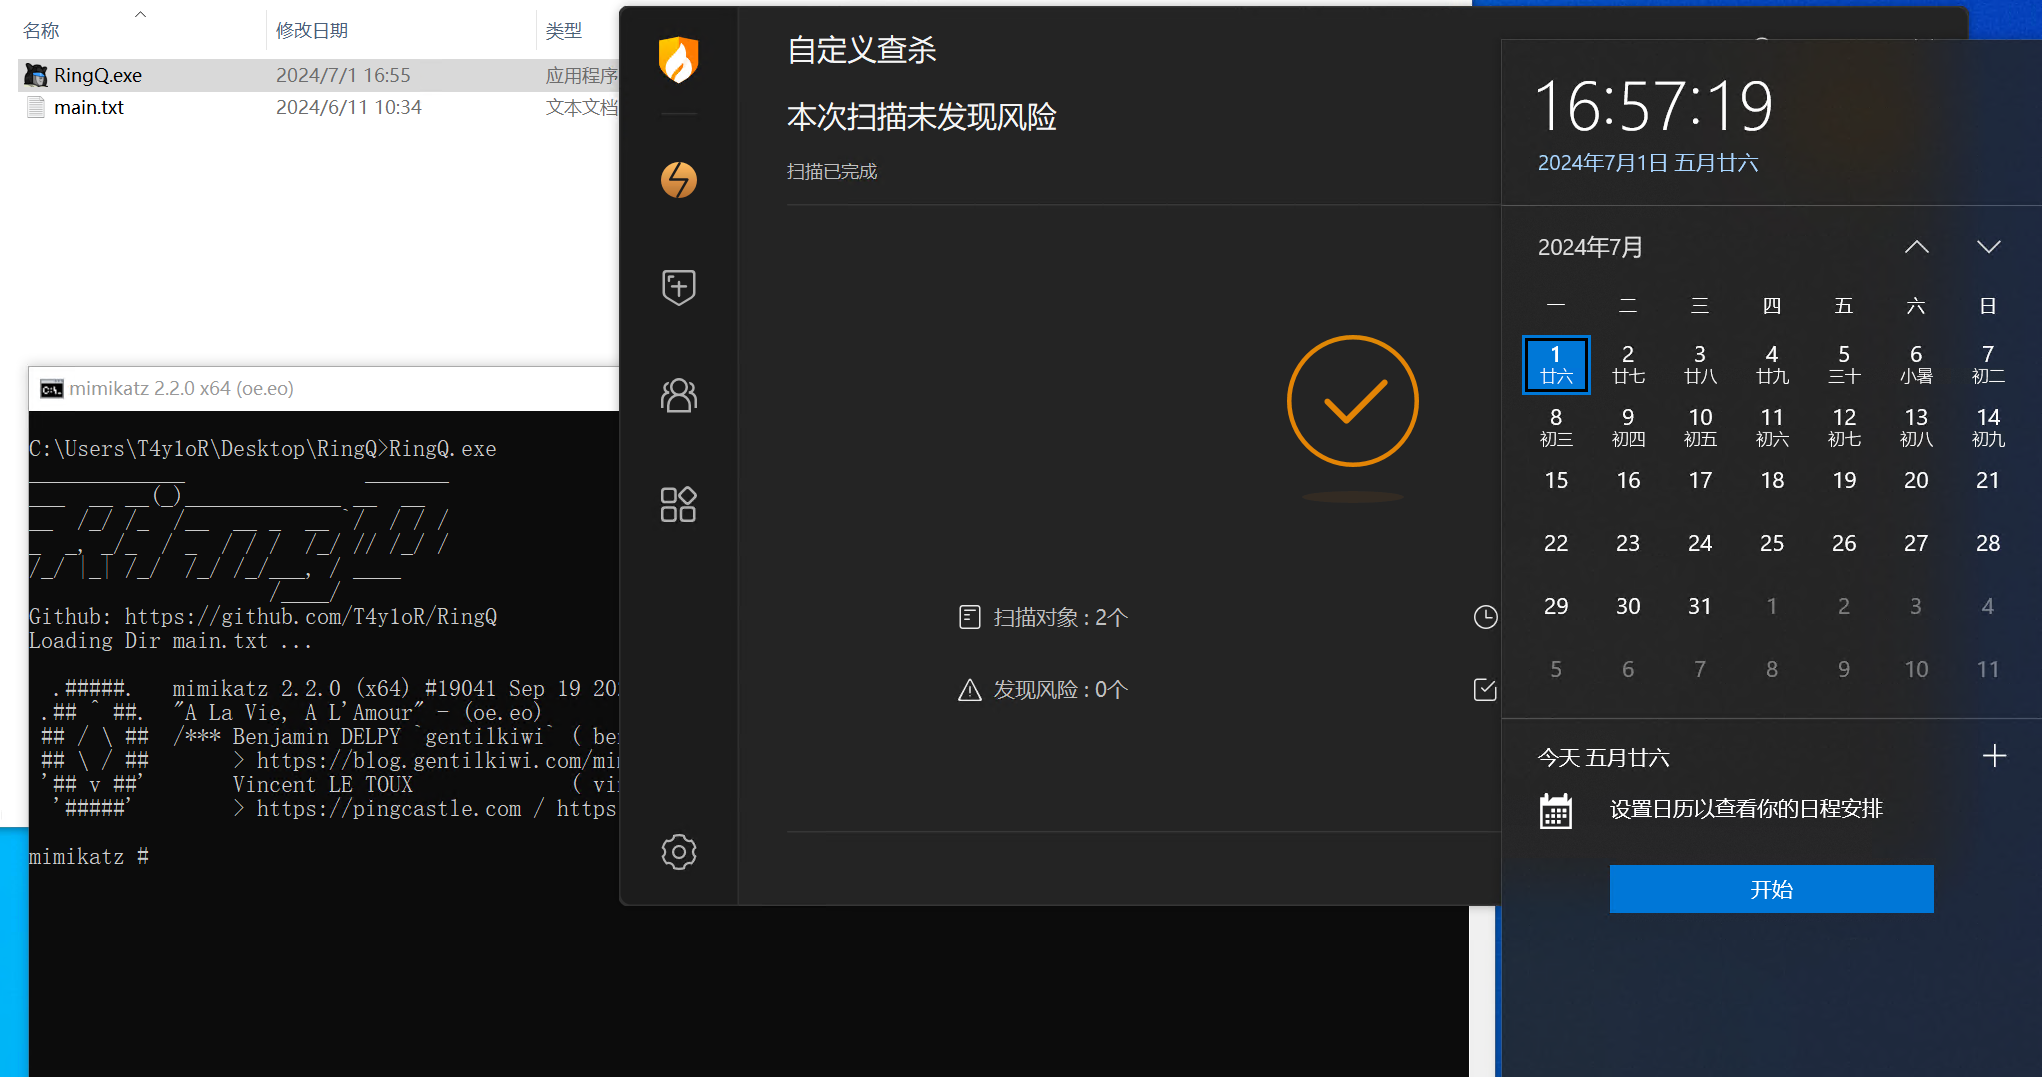 名称 修改日期 类型
RingQ.exe 2024/7/1 16:55 应用程序
main.txt 2024/6/11 10:34 文本文档
mimikatz 2.2.0 x64 (oe.eo)
C:\Users\T4y1oR\Desktop\RingQ>RingQ.exe
Github: https://github.com/T4y1oR/RingQ
Loading Dir main.txt ...
.#####.   mimikatz 2.2.0 (x64) #19041 Sep 19
.## ^ ##.  "A La Vie, A L'Amour" - (oe.eo)
## / \ ##  /*** Benjamin DELPY `gentilkiwi` (
## \ / ##       > https://blog.gentilkiwi.com/
'## v ##'       Vincent LE TOUX             (
'#####'        > https://pingcastle.com / https
mimikatz #
自定义查杀
本次扫描未发现风险
扫描已完成
扫描对象 : 2个
发现风险 : 0个
16:57:19
2024年7月1日 五月廿六
2024年7月
一 二 三 四 五 六 日
1 2 3 4 5 6 7
廿六 廿七 廿八 廿九 三十 小暑 初二
8 9 10 11 12 13 14
初三 初四 初五 初六 初七 初八 初九
15 16 17 18 19 20 21
22 23 24 25 26 27 28
29 30 31 1 2 3 4
5 6 7 8 9 10 11
今天 五月廿六
设置日历以查看你的日程安排
开始